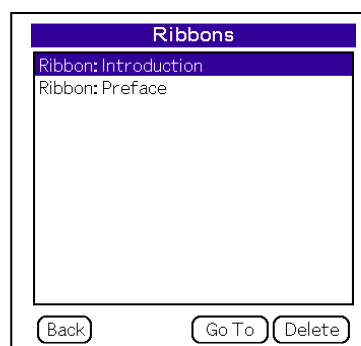 Ribbons
Ribbon: Introduction
Ribbon: Preface
Back Go To Delete